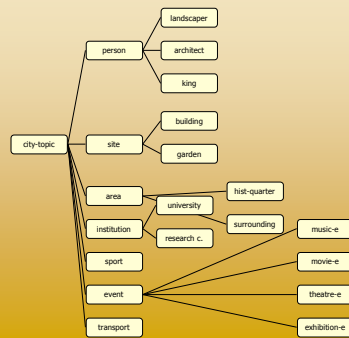 landscaper
person
architect
king
building
city-topic
site
garden
area
hist-quarter
university
institution
surrounding
research c.
music-e
sport
movie-e
event
theatre-e
transport
exhibition-e